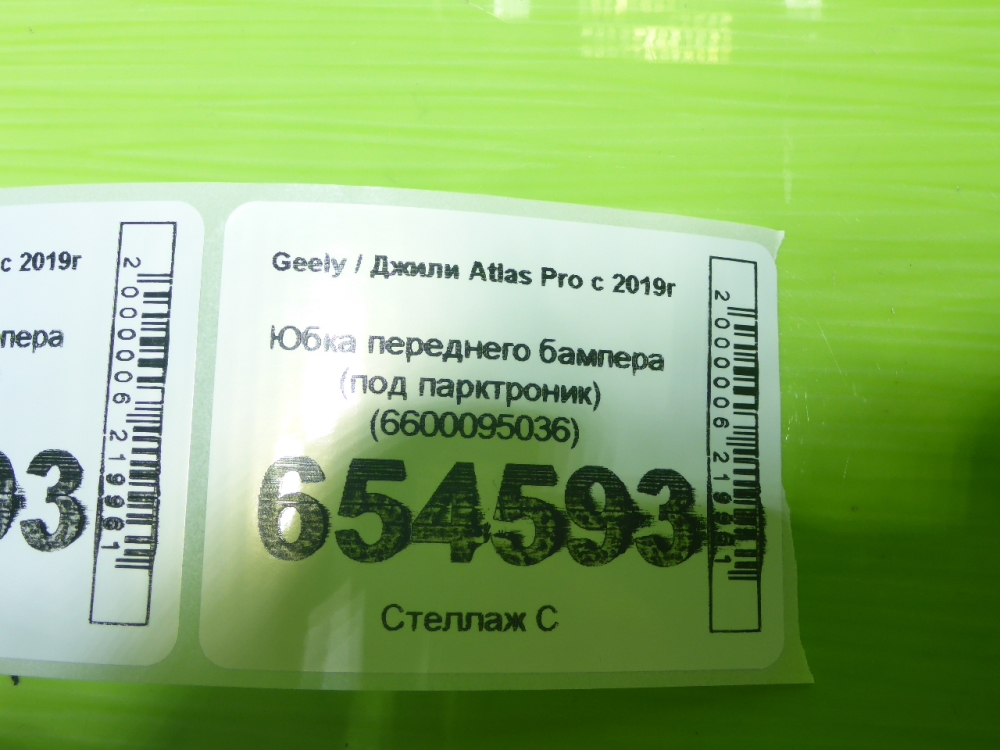 с 2019г
пера
93
2000006219961
Geely / Джили Atlas Pro с 2019г
Юбка переднего бампера
(под парктроник)
(6600095036)
654593
Стеллаж С
2000006219961